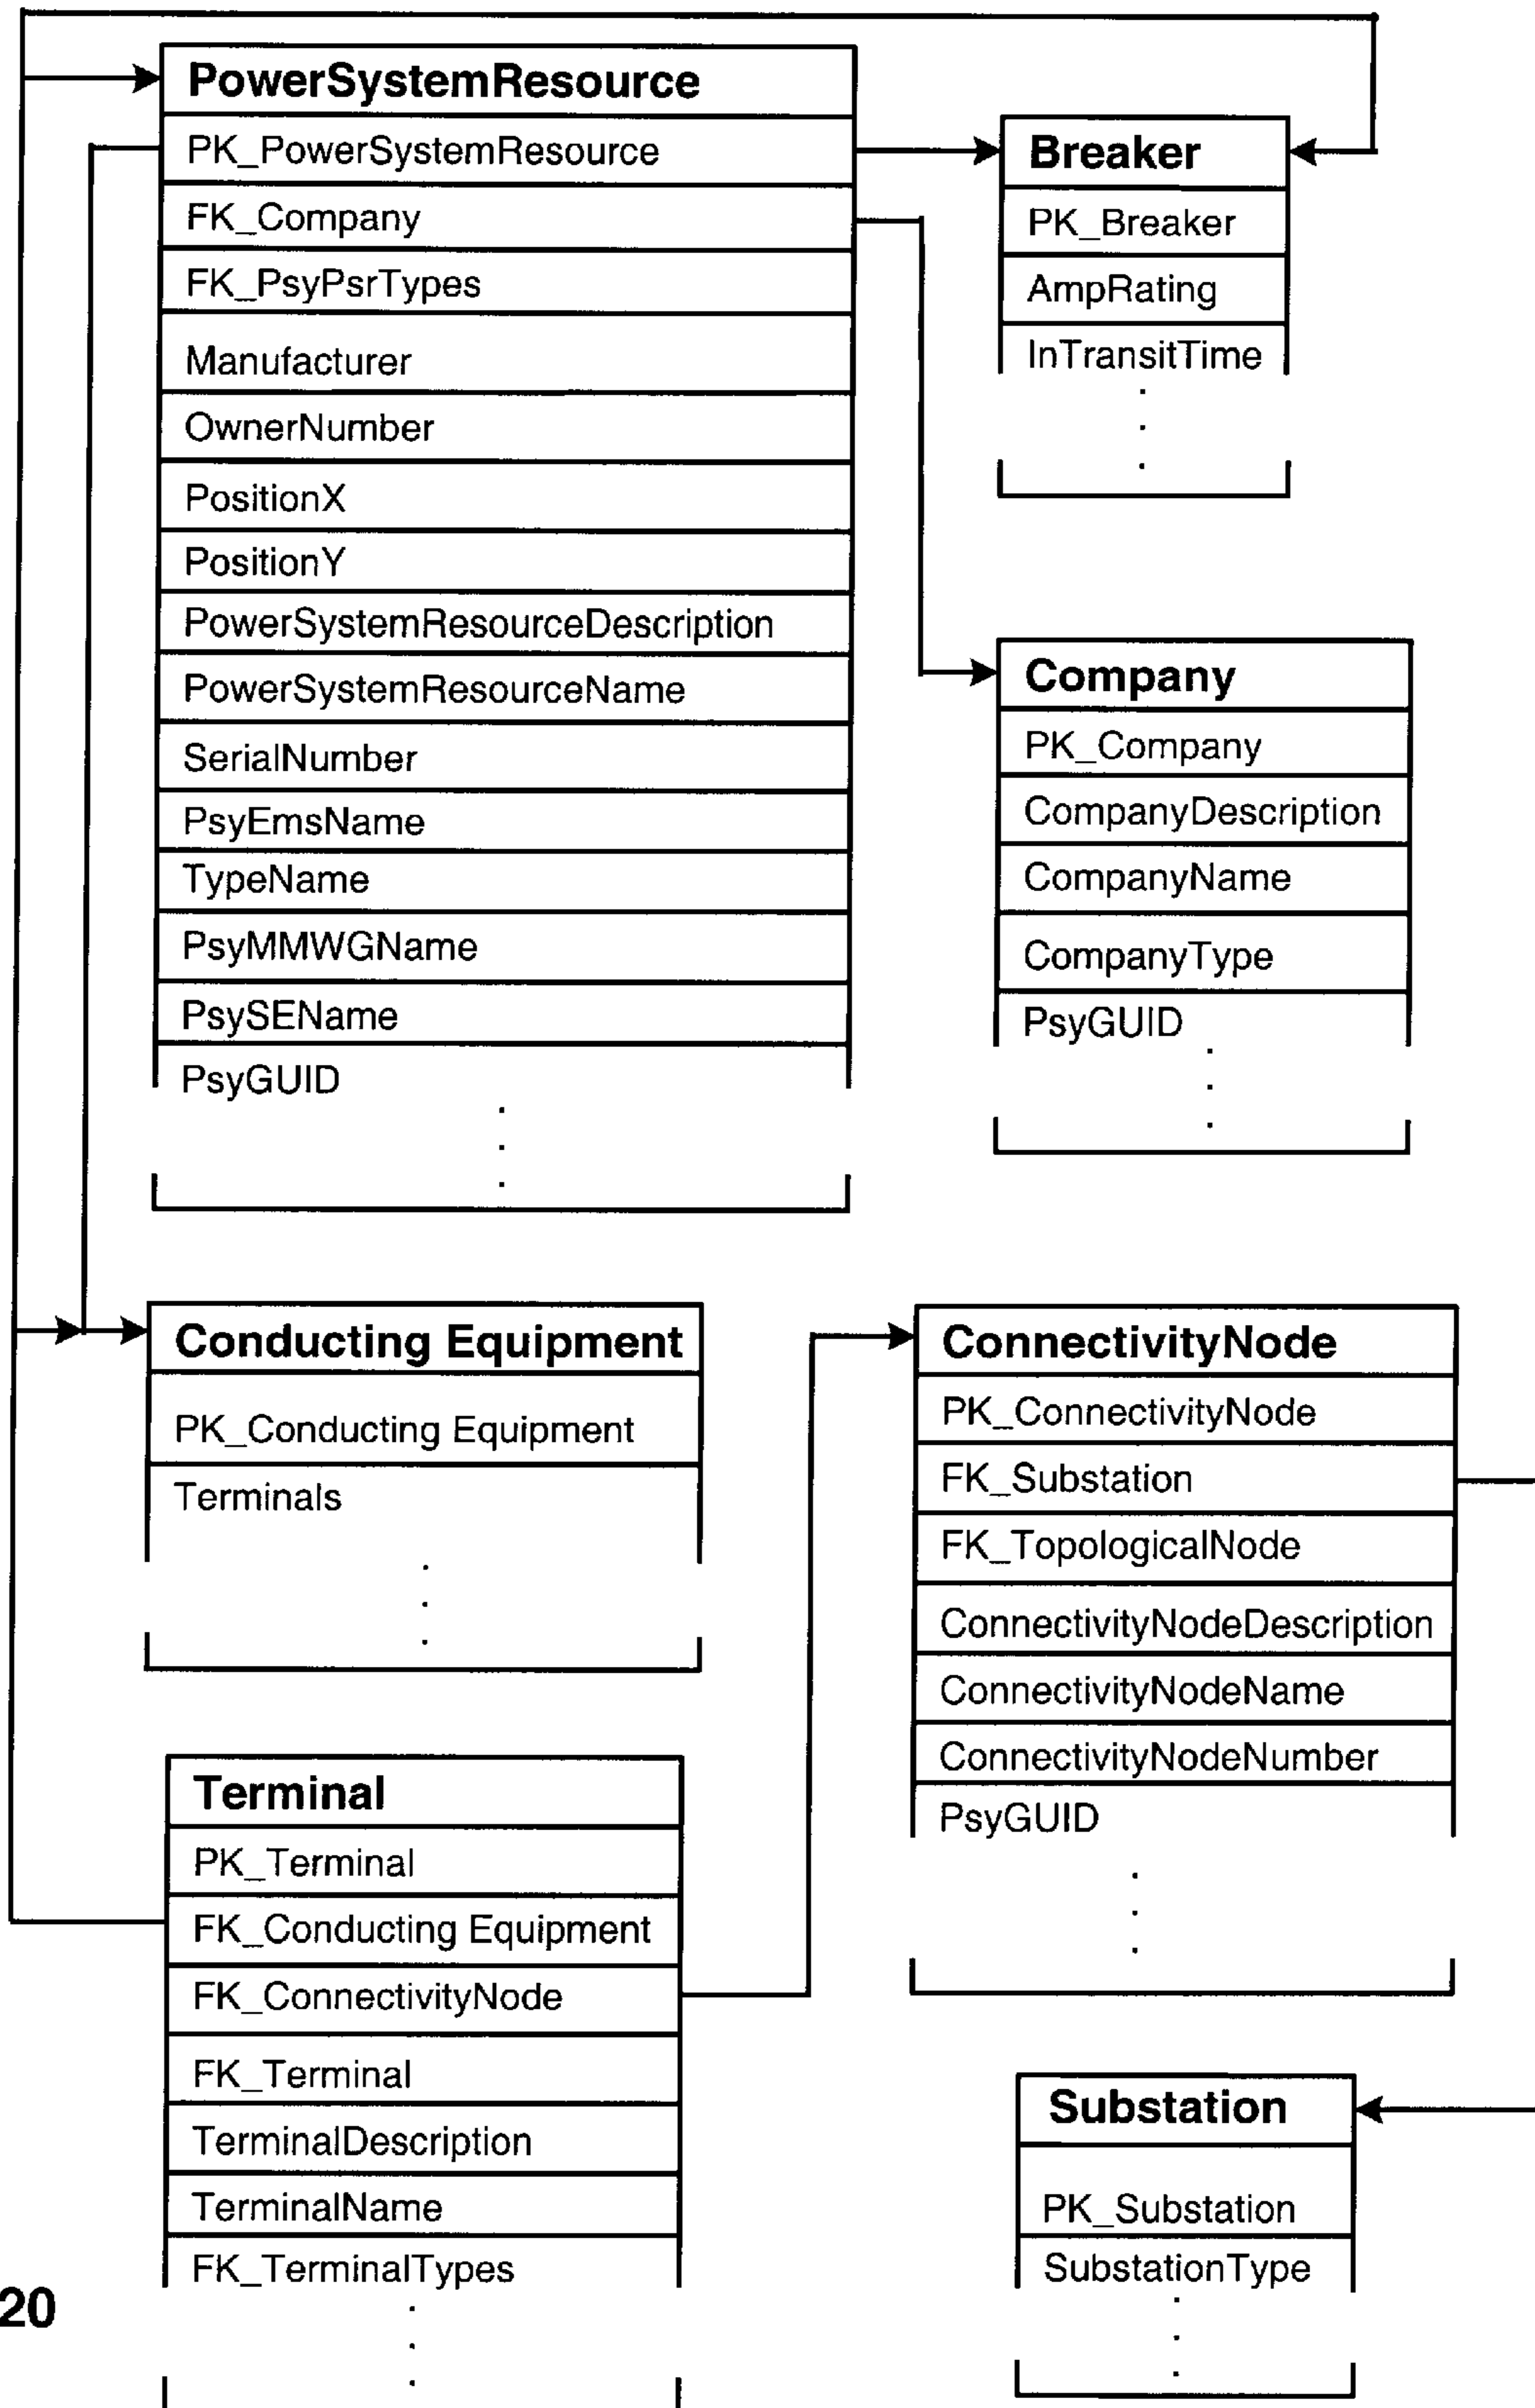 PowerSystemResource
PK_PowerSystemResource
FK_Company
FK_PsyPsrTypes
Manufacturer
OwnerNumber
PositionX
PositionY
PowerSystemResourceDescription
PowerSystemResourceName
SerialNumber
PsyEmsName
TypeName
PsyMMWGName
PsySEName
PsyGUID
Breaker
PK_Breaker
AmpRating
InTransitTime
Company
PK_Company
CompanyDescription
CompanyName
CompanyType
PsyGUID
Conducting Equipment
PK_Conducting Equipment
Terminals
ConnectivityNode
PK_ConnectivityNode
FK_Substation
FK_TopologicalNode
ConnectivityNodeDescription
ConnectivityNodeName
ConnectivityNodeNumber
PsyGUID
Terminal
PK_Terminal
FK_Conducting Equipment
FK_ConnectivityNode
FK_Terminal
TerminalDescription
TerminalName
FK_TerminalTypes
Substation
PK_Substation
SubstationType
20